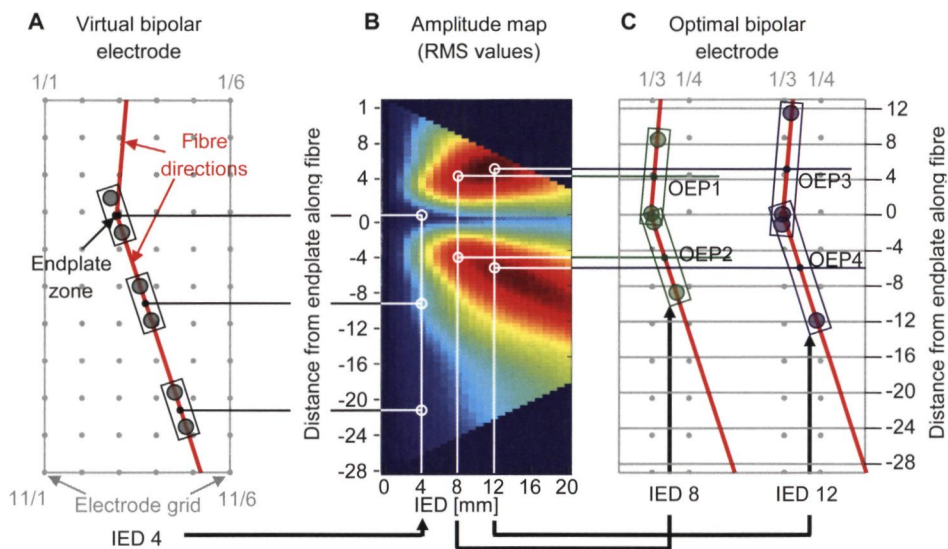 A
Virtual bipolar
electrode
1/1
1/6
Fibre
directions
Endplate
zone
11/1
Electrode grid
11/6
IED 4
B
Amplitude map
(RMS values)
Distance from endplate along fibre
1
8
4
0
-4
-8
-12
-16
-20
-24
-28
0
4
8
12
16
20
IED [mm]
C
Optimal bipolar
electrode
1/3
1/4
1/3
1/4
OEP1
OEP2
OEP3
OEP4
12
8
4
0
-4
-8
-12
-16
-20
-24
-28
Distance from endplate along fibre
IED 8
IED 12